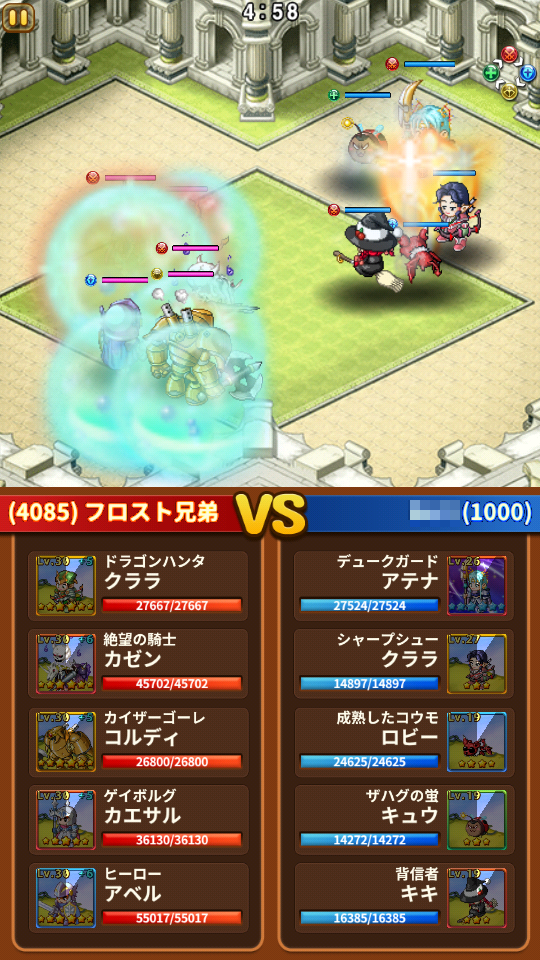 4:58
(4085) フロスト兄弟
VS
(1000)
Lv.30 +5
ドラゴンハンタ
クララ
27667/27667
デュークガード
アテナ
27524/27524
Lv.26
Lv.30 +6
絶望の騎士
カゼン
45702/45702
シャープシュー
クララ
14897/14897
Lv.27
Lv.30 +5
カイザーゴーレ
コルディ
26800/26800
成熟したコウモ
ロビー
24625/24625
Lv.19
Lv.30 +5
ゲイボルグ
カエサル
36130/36130
ザハグの蛍
キュウ
14272/14272
Lv.19
Lv.30 +6
ヒーロー
アベル
55017/55017
背信者
キキ
16385/16385
Lv.19